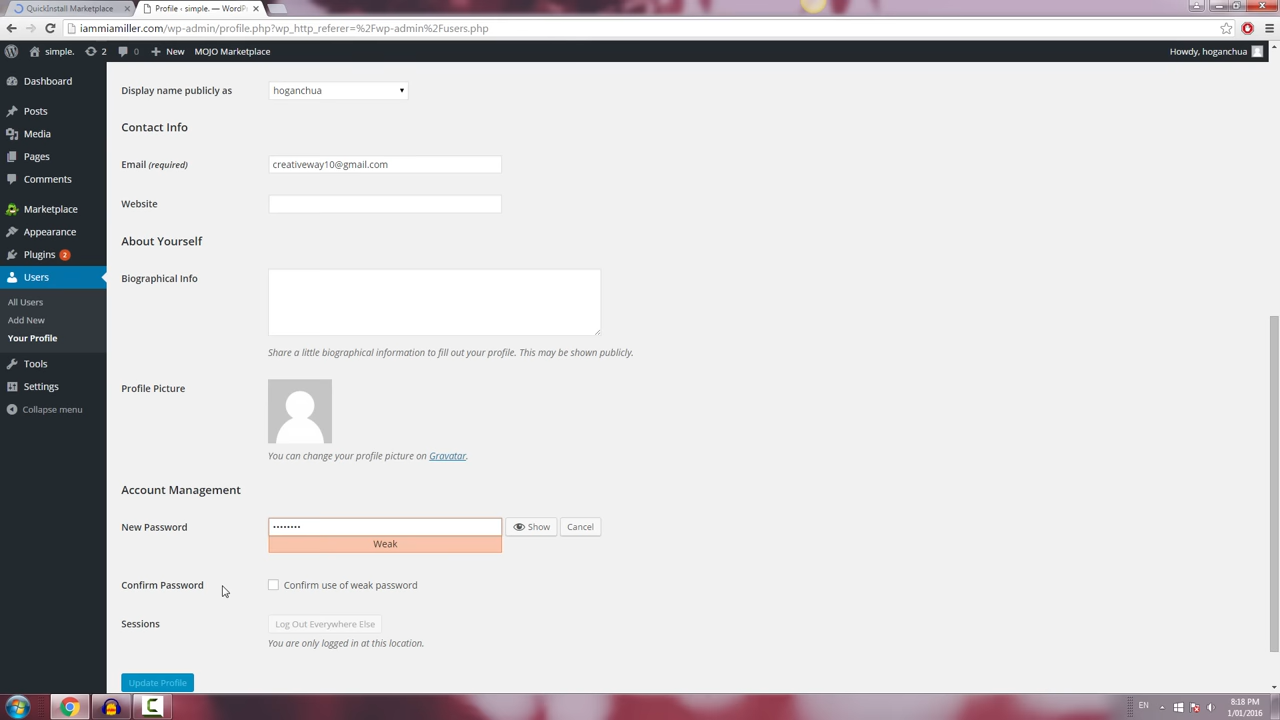 QuickInstall Marketplace
Profile ‹ simple. — WordPr
iammiamiller.com/wp-admin/profile.php?wp_http_referer=%2Fwp-admin%2Fusers.php
simple. 2 0 New MOJO Marketplace Howdy, hoganchua
Dashboard
Posts
Media
Pages
Comments
Marketplace
Appearance
Plugins 2
Users
All Users
Add New
Your Profile
Tools
Settings
Collapse menu
Display name publicly as hoganchua
Contact Info
Email (required) creativeway10@gmail.com
Website
About Yourself
Biographical Info
Share a little biographical information to fill out your profile. This may be shown publicly.
Profile Picture
You can change your profile picture on Gravatar.
Account Management
New Password •••••••• Show Cancel
Weak
Confirm Password Confirm use of weak password
Sessions Log Out Everywhere Else
You are only logged in at this location.
Update Profile
EN 8:18 PM
1/01/2016